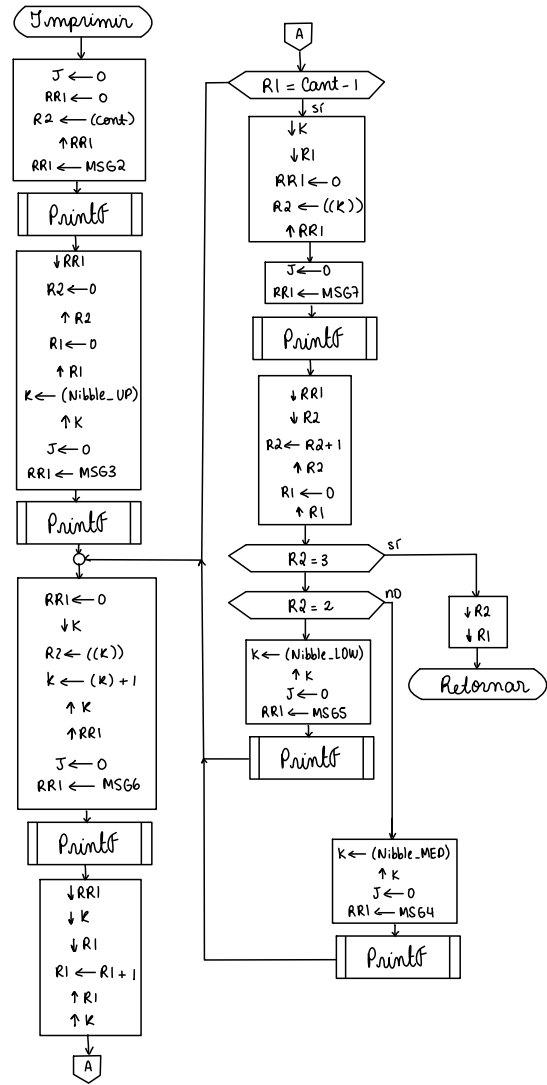 Imprimir
J ← 0
RR1 ← 0
R2 ← (Cont)
↑ RR1
RR1 ← MSG2
PrintF
↓ RR1
R2 ← 0
↑ R2
R1 ← 0
↑ R1
K ← (Nibble_UP)
↑ K
J ← 0
RR1 ← MSG3
PrintF
RR1 ← 0
↓ K
R2 ← ((K))
K ← (K) + 1
↑ K
↑ RR1
J ← 0
RR1 ← MSG6
PrintF
↓ RR1
↓ K
↓ R1
R1 ← R1 + 1
↑ R1
↑ K
A
A
R1 = Cant - 1
sí
↓ K
↓ R1
RR1 ← 0
R2 ← ((K))
↑ RR1
J ← 0
RR1 ← MSG7
PrintF
↓ RR1
↓ R2
R2 ← R2 + 1
↑ R2
R1 ← 0
↑ R1
R2 = 3
sí
R2 = 2
no
↓ R2
↓ R1
Retornar
K ← (Nibble_LOW)
↑ K
J ← 0
RR1 ← MSG5
PrintF
K ← (Nibble_MED)
↑ K
J ← 0
RR1 ← MSG4
PrintF